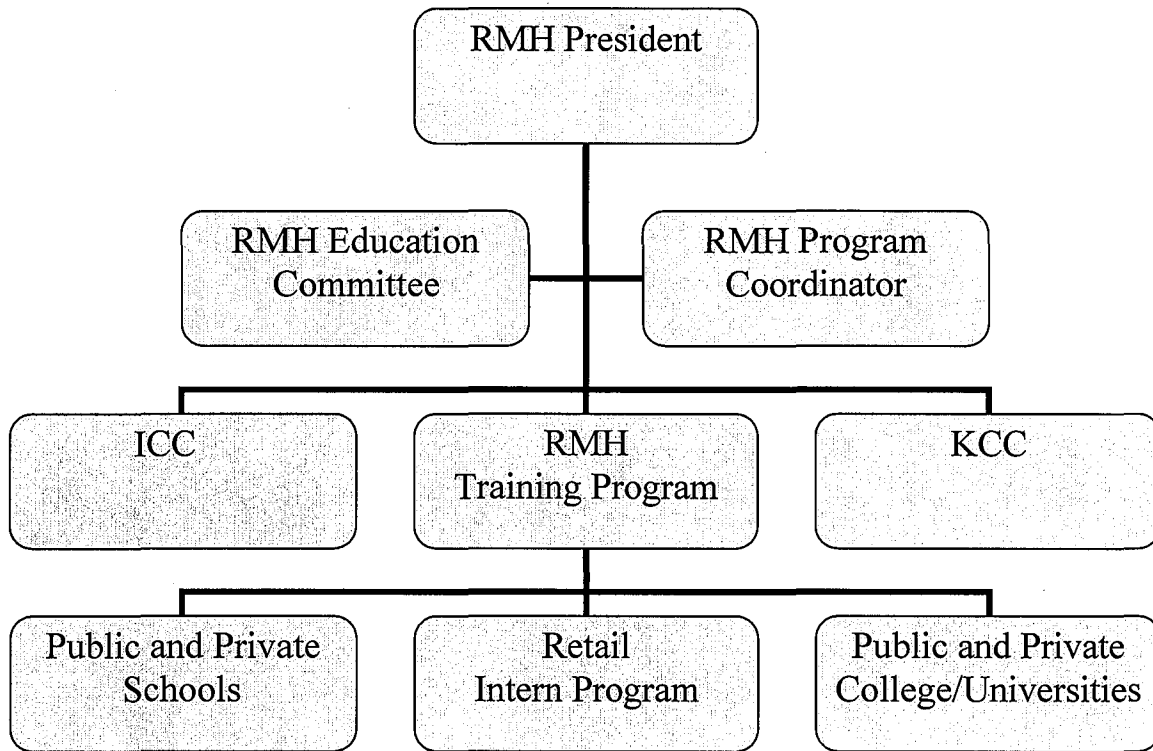 RMH President
RMH Education
Committee
RMH Program
Coordinator
ICC
RMH
Training Program
KCC
Public and Private
Schools
Retail
Intern Program
Public and Private
College/Universities